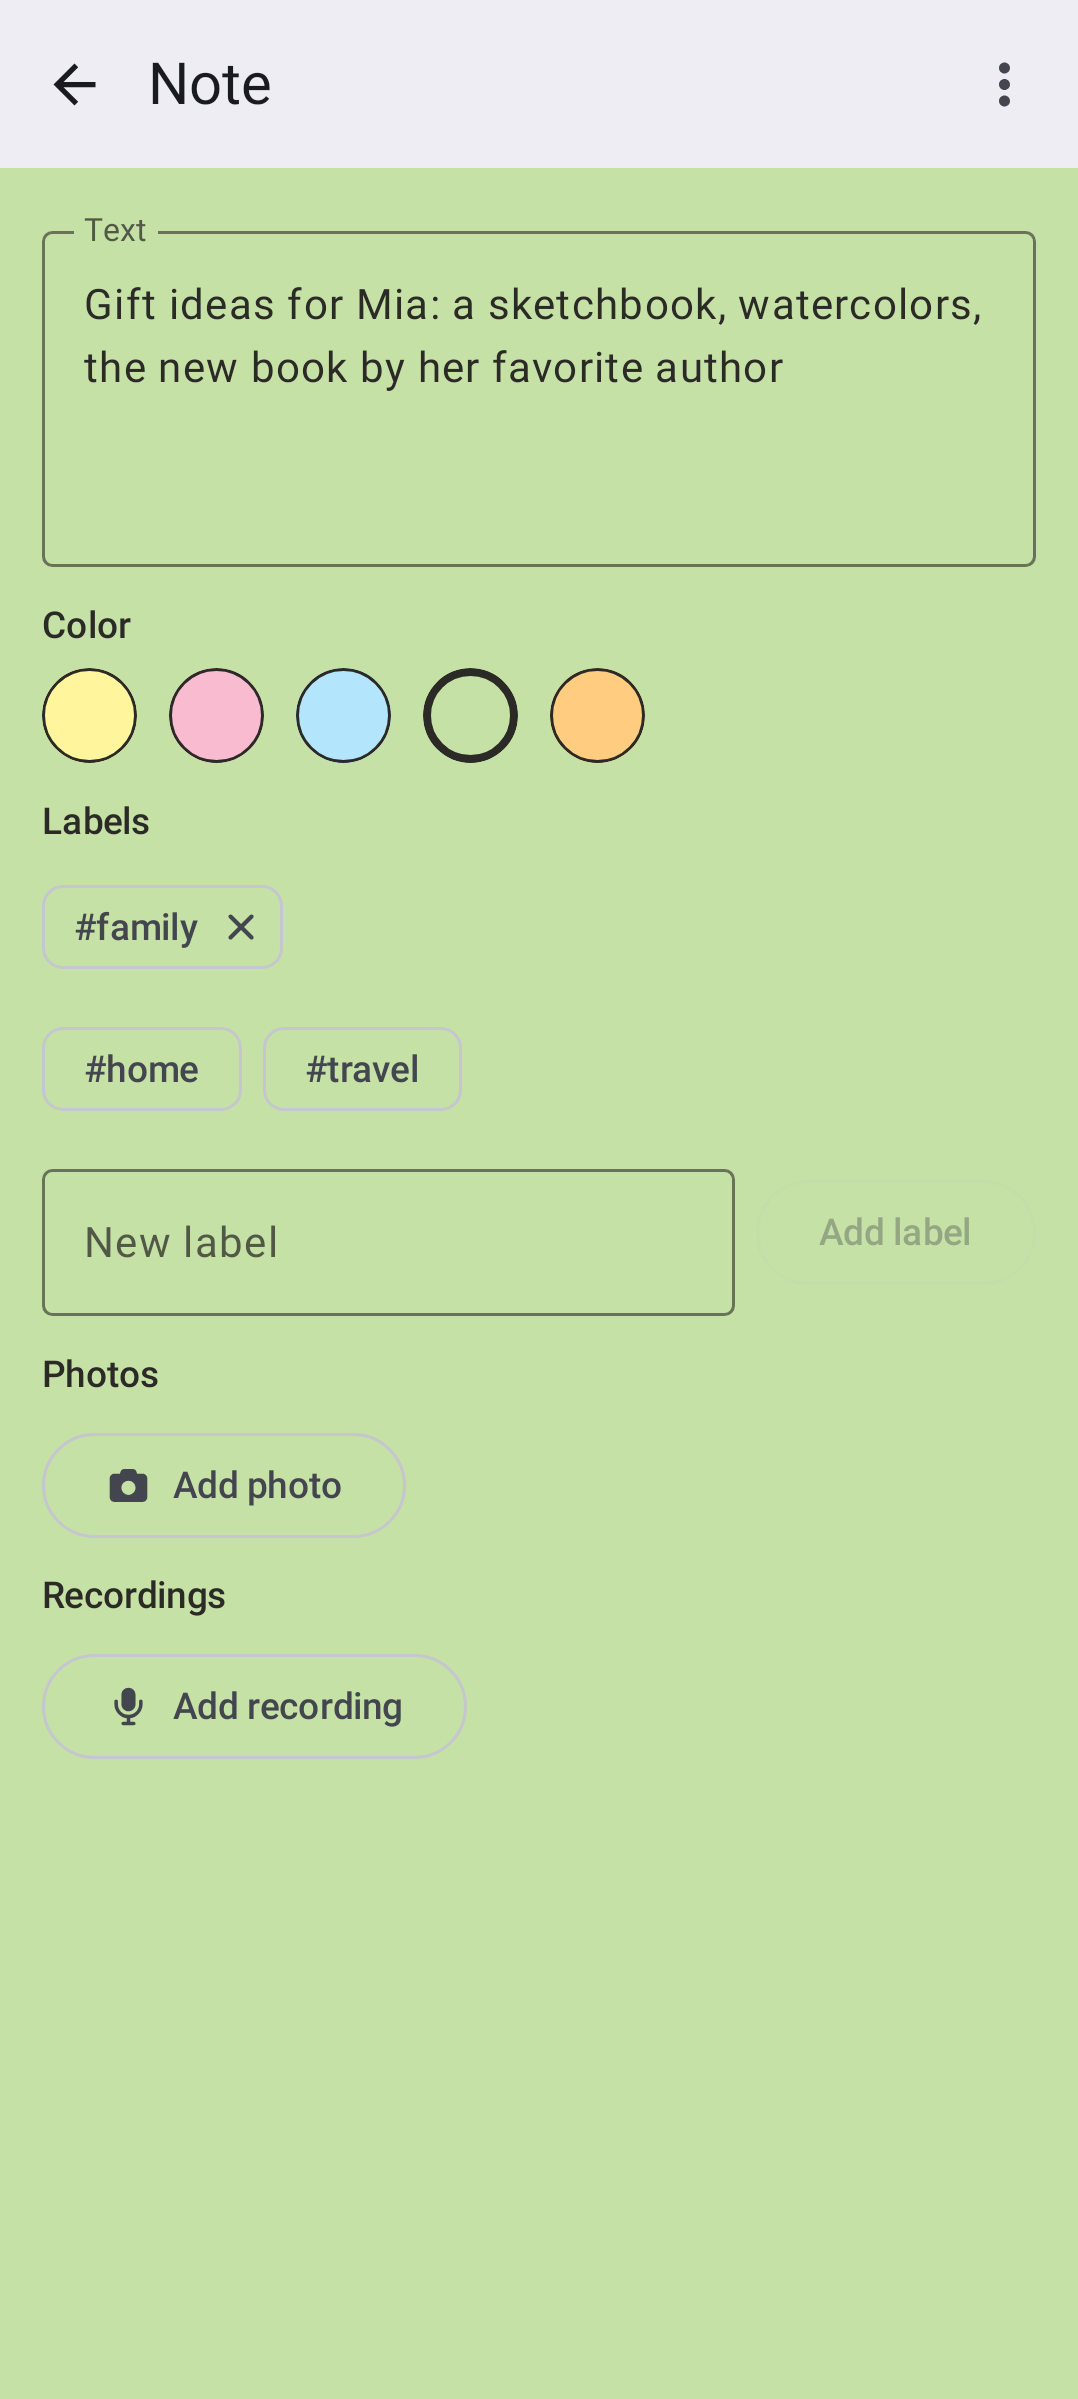 Note
Text
Gift ideas for Mia: a sketchbook, watercolors,
the new book by her favorite author
Color
Labels
#family
#home #travel
New label
Add label
Photos
Add photo
Recordings
Add recording